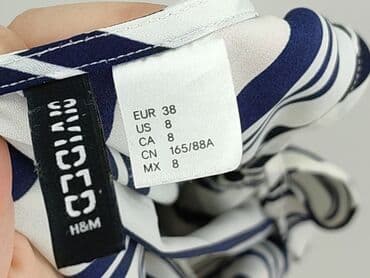 DIVIDED
H&M
EUR 38
US 8
CA 8
CN 165/88A
MX 8